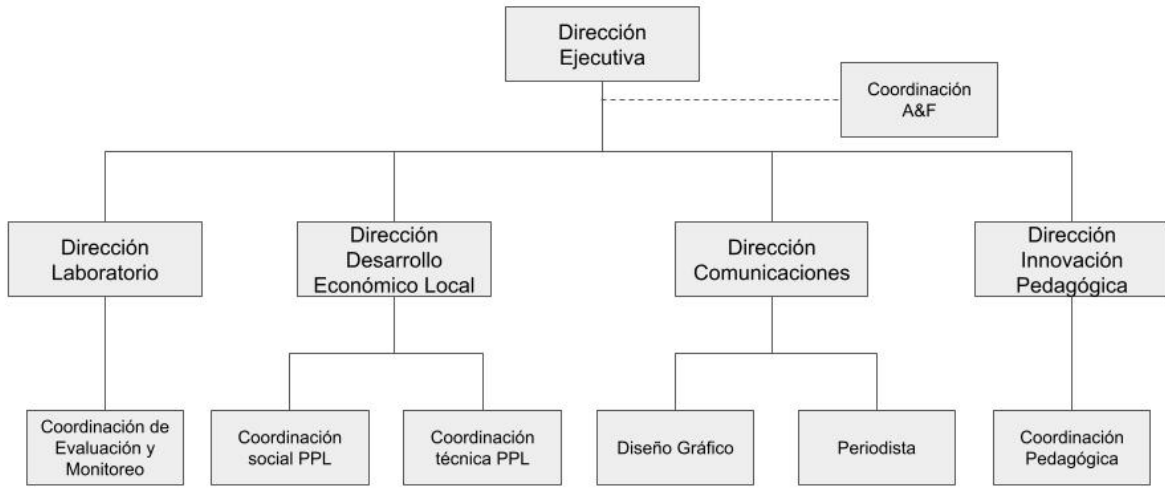 Dirección
Ejecutiva
Coordinación
A&F
Dirección
Laboratorio
Dirección
Desarrollo
Económico Local
Dirección
Comunicaciones
Dirección
Innovación
Pedagógica
Coordinación de
Evaluación y
Monitoreo
Coordinación
social PPL
Coordinación
técnica PPL
Diseño Gráfico
Periodista
Coordinación
Pedagógica